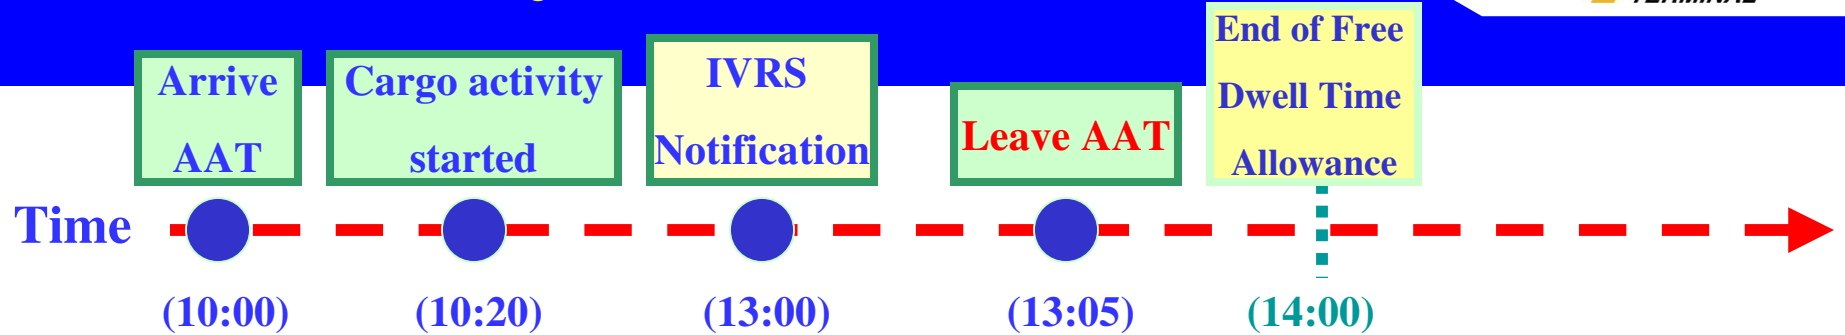 Arrive
AAT
Cargo activity
started
IVRS
Notification
Leave AAT
End of Free
Dwell Time
Allowance
Time
(10:00)
(10:20)
(13:00)
(13:05)
(14:00)